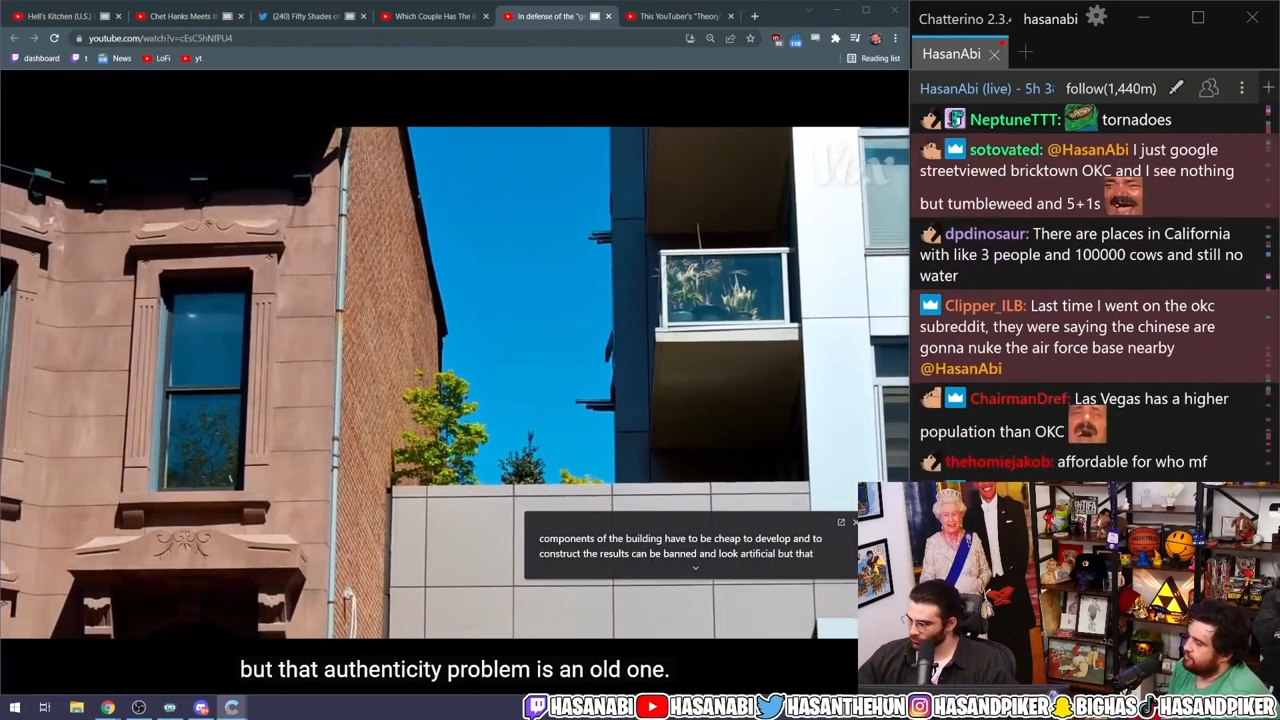 Hell's Kitchen (U.S.)
Chet Hanks Meets t
(240) Fifty Shades of
Which Couple Has The R
In defense of the "g
This YouTuber's "Theory
youtube.com/watch?v=cEsC5hNfPU4
dashboard
t
News
LoFi
yt
Reading list
Vox
components of the building have to be cheap to develop and to
construct the results can be banned and look artificial but that
but that authenticity problem is an old one.
Chatterino 2.3.4
hasanabi
HasanAbi
HasanAbi (live) - 5h 3
follow(1,440m)
NeptuneTTT: tornadoes
sotovated: @HasanAbi I just google
streetviewed bricktown OKC and I see nothing
but tumbleweed and 5+1s
dpdinosaur: There are places in California
with like 3 people and 100000 cows and still no
water
Clipper_ILB: Last time I went on the okc
subreddit, they were saying the chinese are
gonna nuke the air force base nearby
@HasanAbi
ChairmanDref: Las Vegas has a higher
population than OKC
thehomiejakob: affordable for who mf
HASANABI HASANABI HASANTHEHUN HASANDPIKER BIGHAS HASANDPIKER